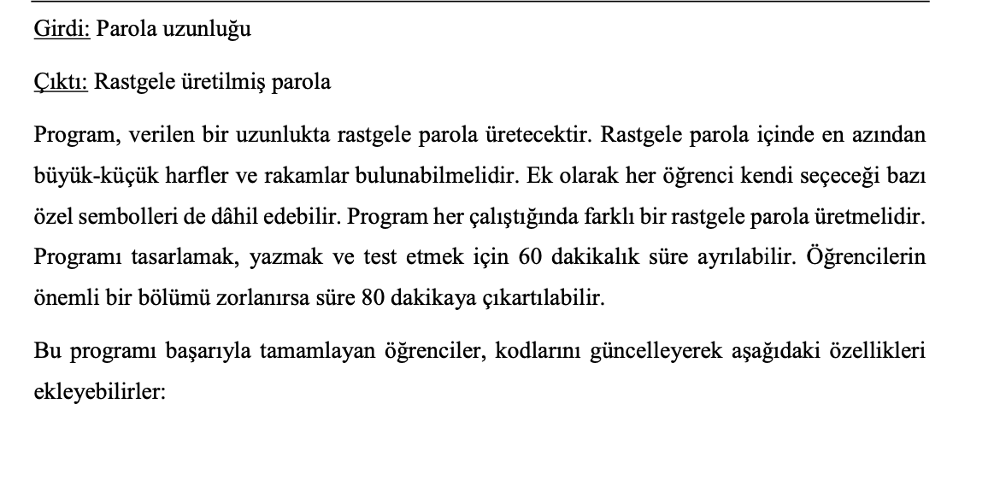 Girdi: Parola uzunluğu
Çıktı: Rastgele üretilmiş parola
Program, verilen bir uzunlukta rastgele parola üretecektir. Rastgele parola içinde en azından
büyük-küçük harfler ve rakamlar bulunabilmelidir. Ek olarak her öğrenci kendi seçeceği bazı
özel sembolleri de dâhil edebilir. Program her çalıştığında farklı bir rastgele parola üretmelidir.
Programı tasarlamak, yazmak ve test etmek için 60 dakikalık süre ayrılabilir. Öğrencilerin
önemli bir bölümü zorlanırsa süre 80 dakikaya çıkartılabilir.
Bu programı başarıyla tamamlayan öğrenciler, kodlarını güncelleyerek aşağıdaki özellikleri
ekleyebilirler: